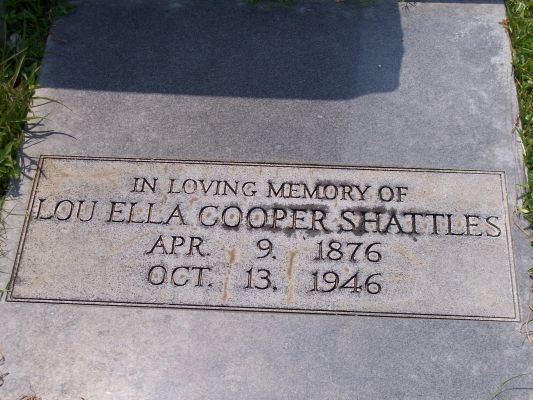 IN LOVING MEMORY OF
LOU ELLA COOPER SHATTLES
APR. 9. 1876
OCT. 13. 1946